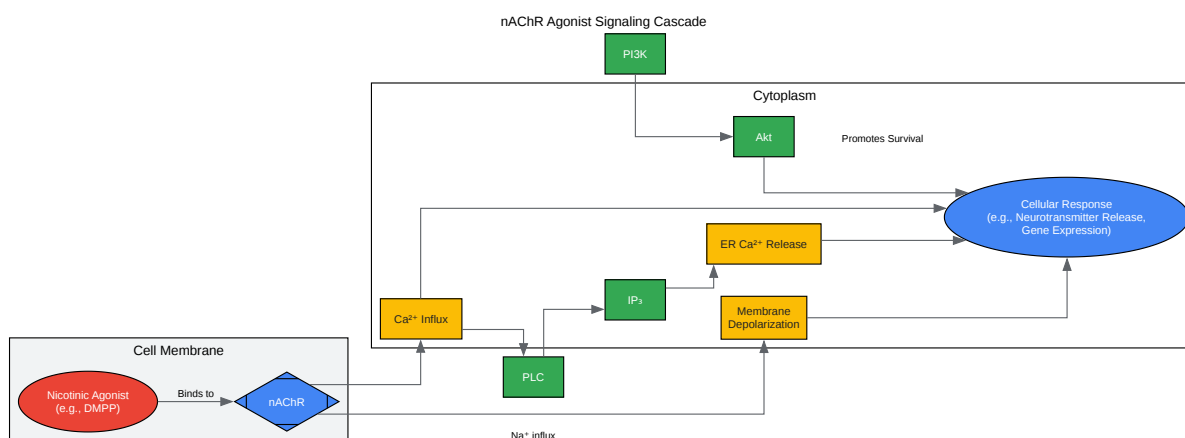 nAChR Agonist Signaling Cascade
PI3K
Cytoplasm
Akt
Promotes Survival
Cellular Response
(e.g., Neurotransmitter Release,
Gene Expression)
ER Ca²⁺ Release
IP₃
Ca²⁺ Influx
Membrane
Depolarization
Cell Membrane
PLC
Nicotinic Agonist
(e.g., DMPP)
Binds to
nAChR
Na⁺ influx